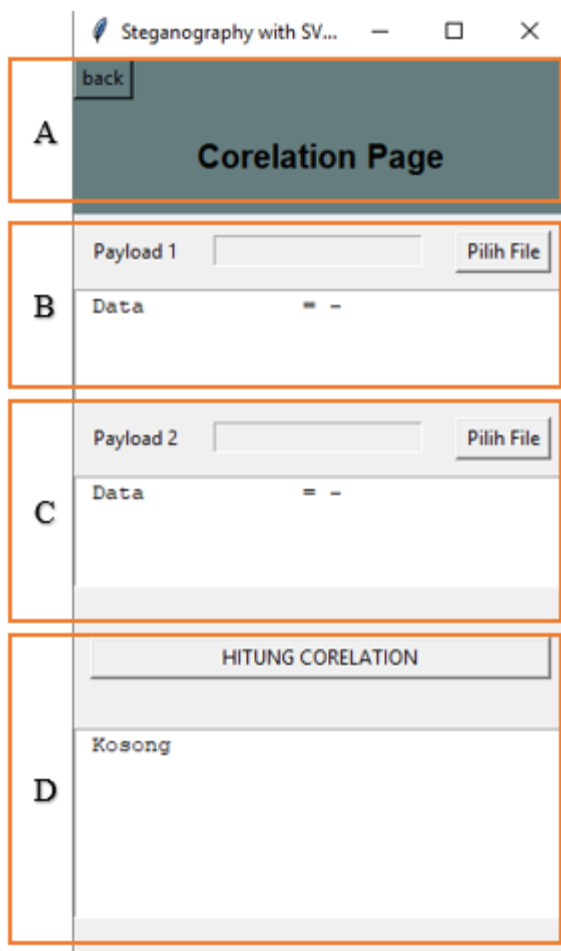 Steganography with SV...
back
A
Corelation Page
Payload 1 Pilih File
B
Data = -
Payload 2 Pilih File
Data = -
C
HITUNG CORELATION
Kosong
D